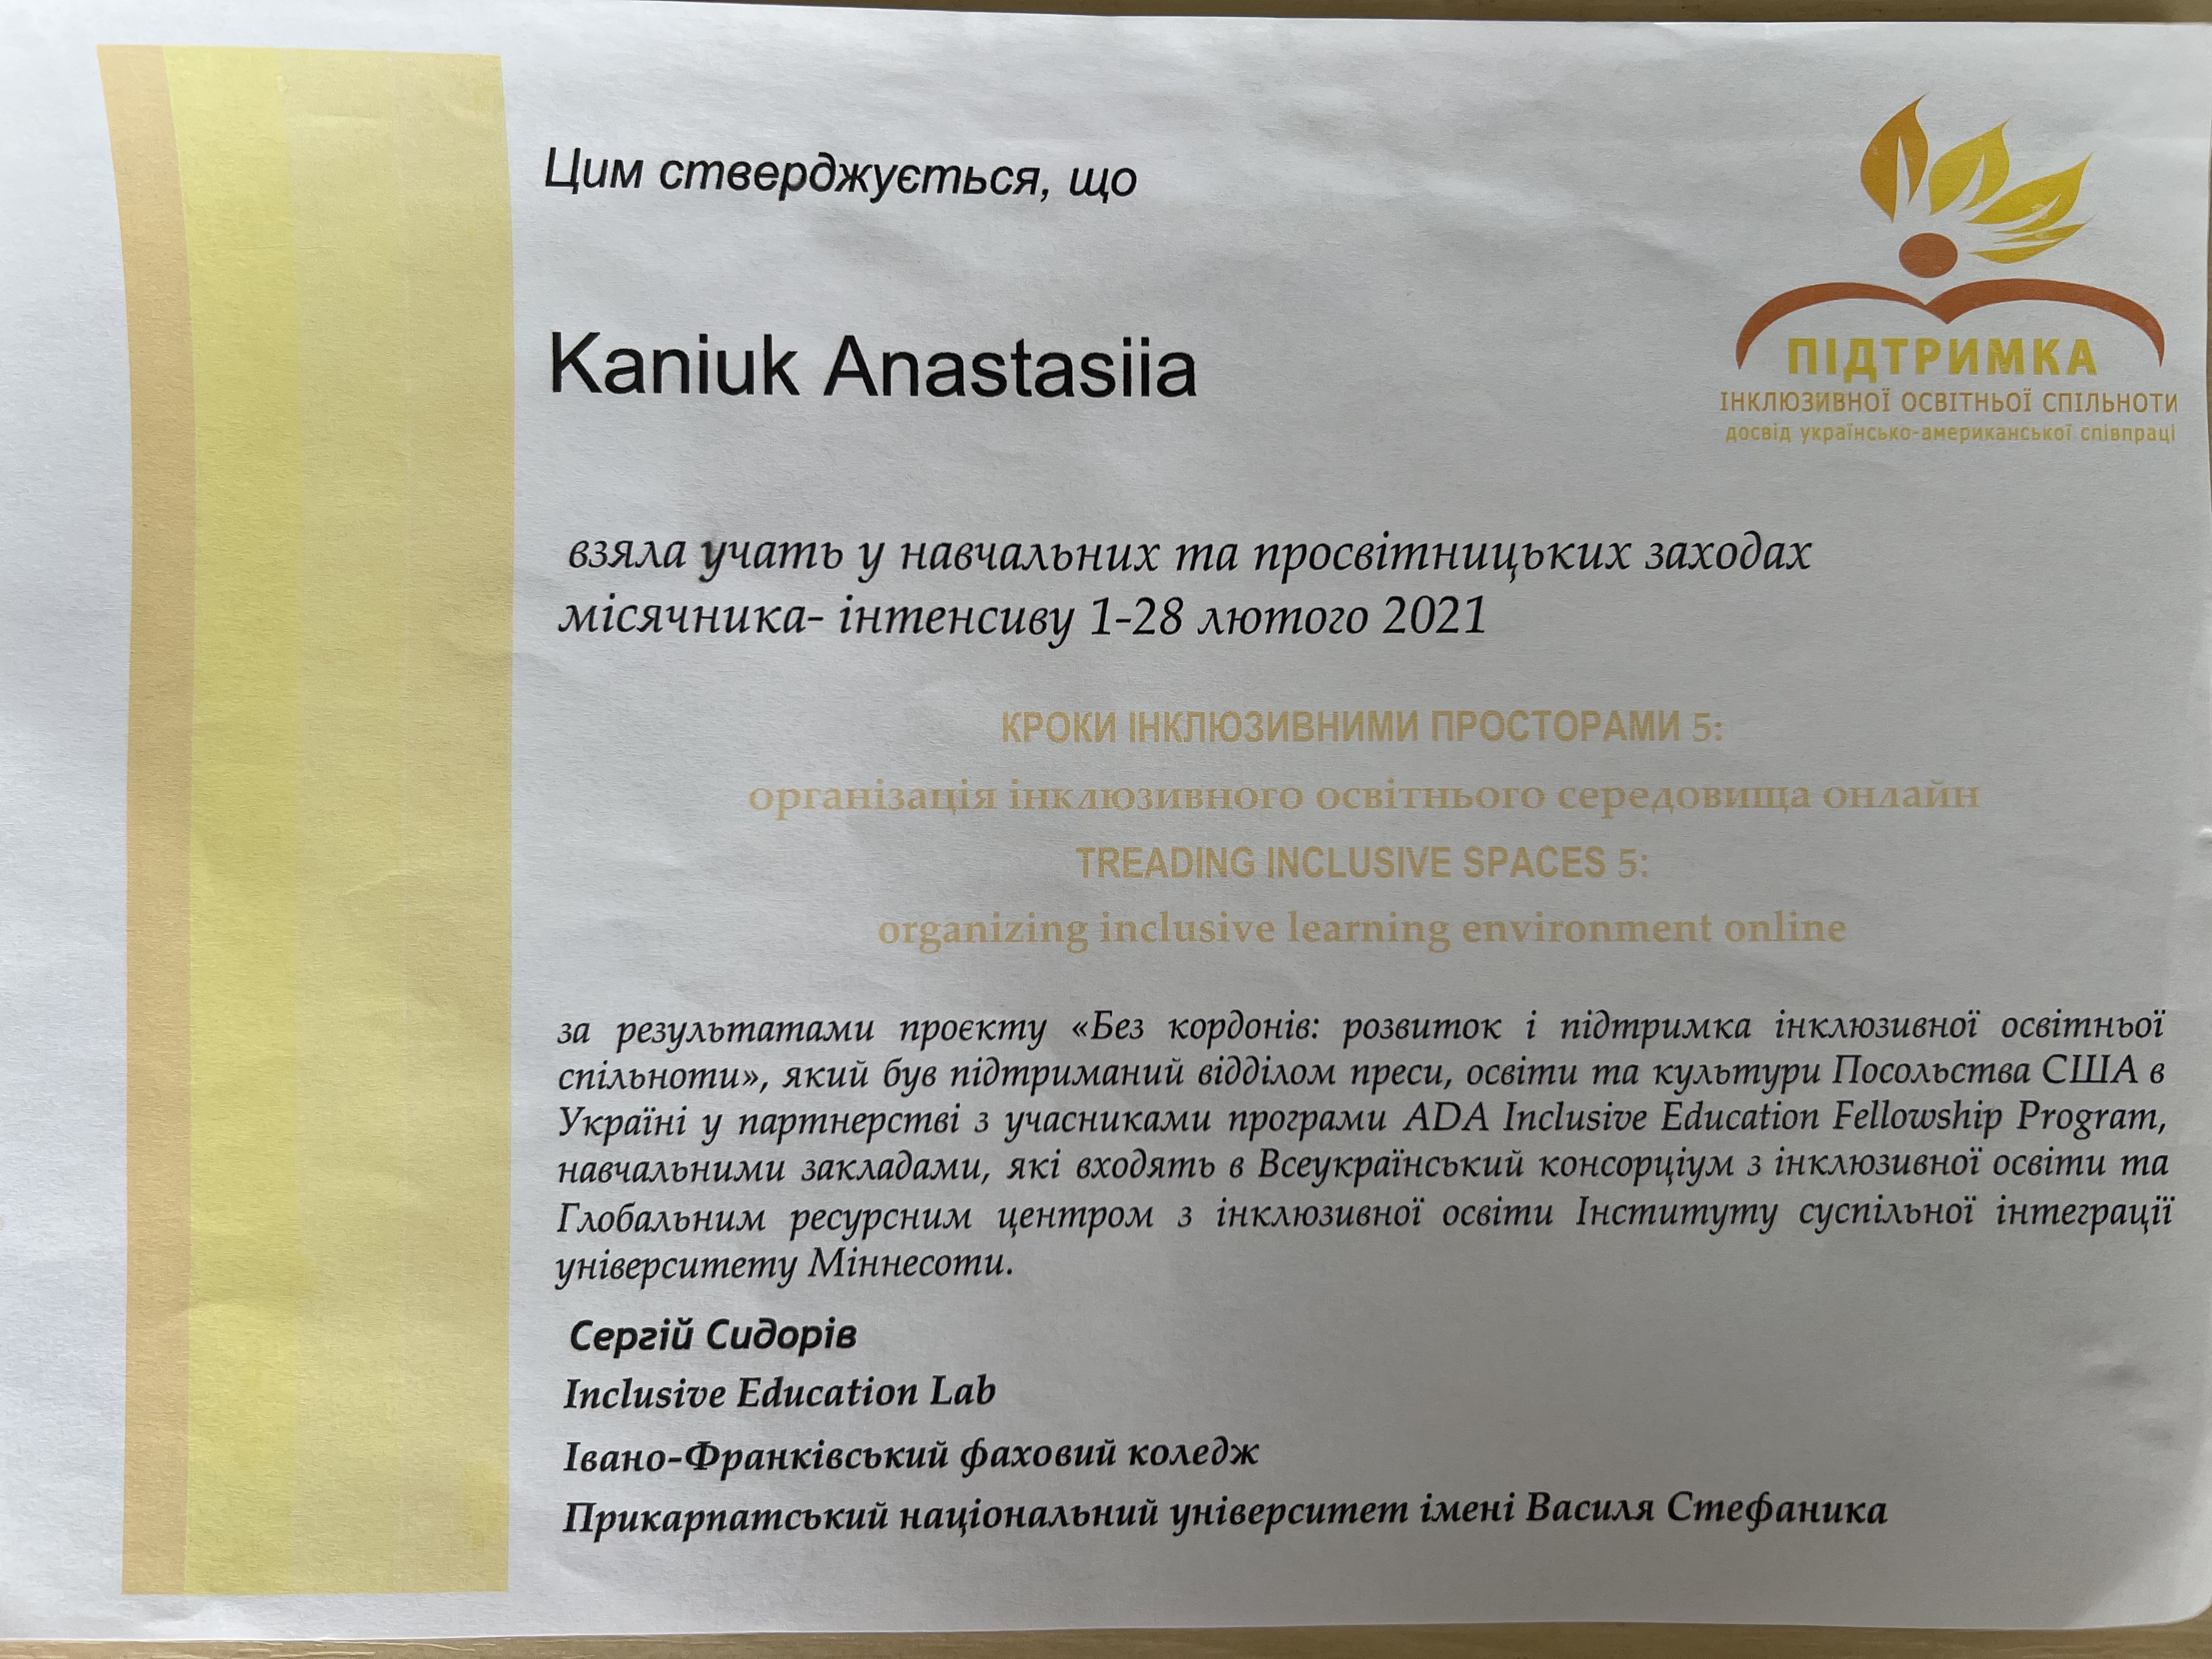 Цим стверджується, що
ПІДТРИМКА
ІНКЛЮЗИВНОЇ ОСВІТНЬОЇ СПІЛЬНОТИ
досвід українсько-американської співпраці
Kaniuk Anastasiia
взяла учать у навчальних та просвітницьких заходах
місячника- інтенсиву 1-28 лютого 2021
КРОКИ ІНКЛЮЗИВНИМИ ПРОСТОРАМИ 5:
організація інклюзивного освітнього середовища онлайн
TREADING INCLUSIVE SPACES 5:
organizing inclusive learning environment online
за результатами проєкту «Без кордонів: розвиток і підтримка інклюзивної освітньої
спільноти», який був підтриманий відділом преси, освіти та культури Посольства США в
Україні у партнерстві з учасниками програми ADA Inclusive Education Fellowship Program,
навчальними закладами, які входять в Всеукраїнський консорціум з інклюзивної освіти та
Глобальним ресурсним центром з інклюзивної освіти Інституту суспільної інтеграції
університету Міннесоти.
Сергій Сидорів
Inclusive Education Lab
Івано-Франківський фаховий коледж
Прикарпатський національний університет імені Василя Стефаника